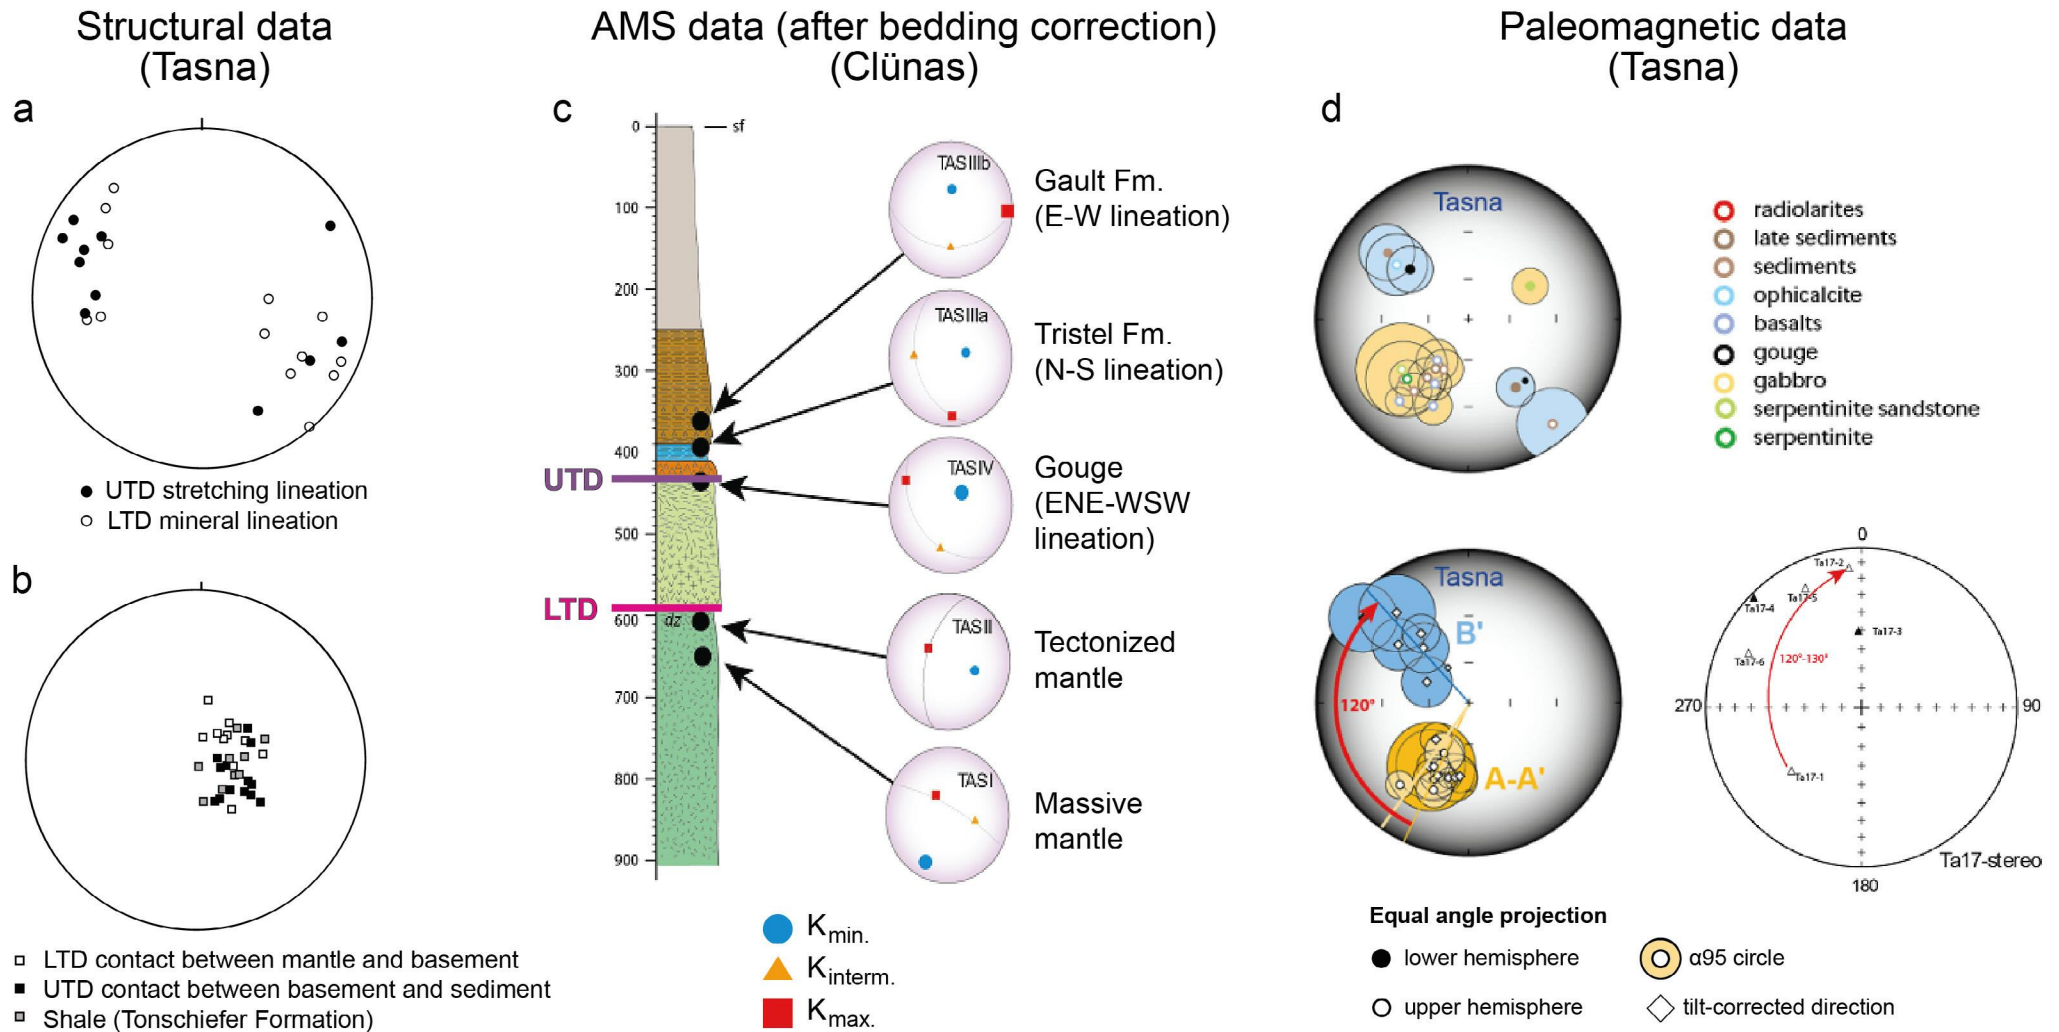 Structural data
(Tasna)
AMS data (after bedding correction)
(Clünas)
Paleomagnetic data
(Tasna)
a
UTD stretching lineation
LTD mineral lineation
b
LTD contact between mantle and basement
UTD contact between basement and sediment
Shale (Tonschiefer Formation)
c
0
sf
100
200
300
400
500
600
700
800
900
UTD
LTD
dz
TASIIIb
Gault Fm.
(E-W lineation)
TASIIIa
Tristel Fm.
(N-S lineation)
TASIV
Gouge
(ENE-WSW
lineation)
TASII
Tectonized
mantle
TASI
Massive
mantle
Kmin.
Kinterm.
Kmax.
d
Tasna
radiolarites
late sediments
sediments
ophicalcite
basalts
gouge
gabbro
serpentinite sandstone
serpentinite
Tasna
B'
120°
A-A'
0
Ta17-2
Ta17-5
Ta17-4
Ta17-3
Ta17-6
120°-130°
270
90
Ta17-1
Ta17-stereo
180
Equal angle projection
lower hemisphere
α95 circle
upper hemisphere
tilt-corrected direction